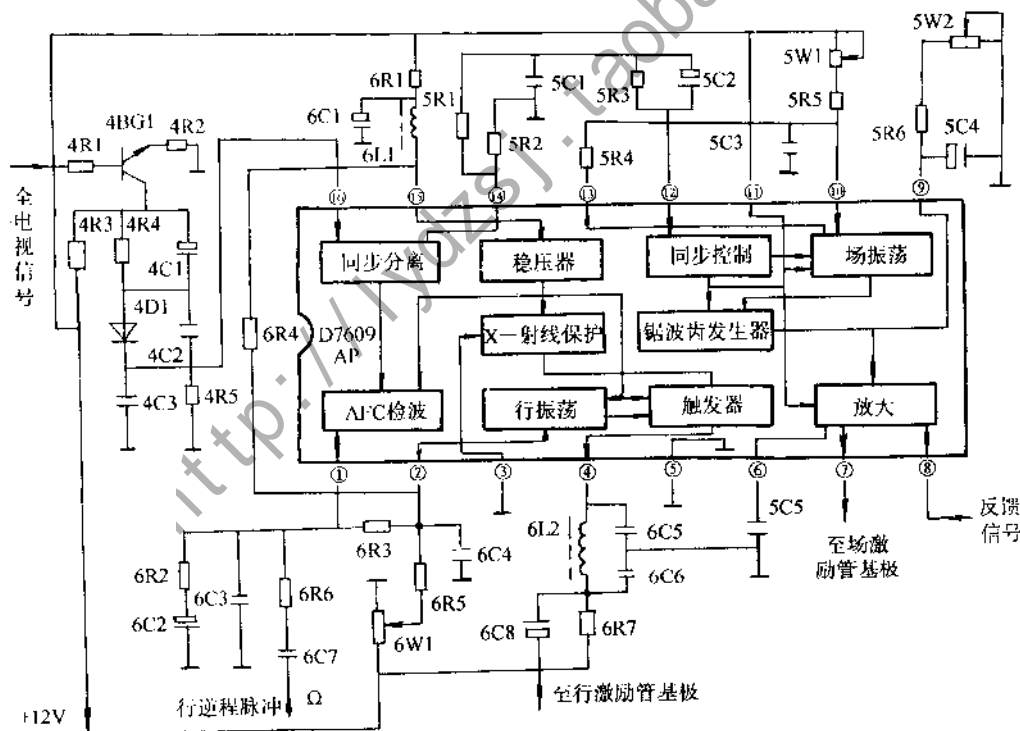 5W2
5W1
6R1
5R1
5C1
5R3
5C2
6C1
4BG1
4R2
4R1
6L1
5R2
5R4
5C3
5R5
5R6
5C4
⑯
⑮
⑭
⑬
⑫
⑪
⑩
⑨
全电视信号
4R3
4R4
4C1
4D1
4C2
4C3
4R5
6R4
D7609
AP
同步分离
稳压器
同步控制
场振荡
X－射线保护
锯波齿发生器
AFC检波
行振荡
触发器
放大
①
②
③
④
⑤
⑥
⑦
⑧
6R3
6C4
6L2
6C5
5C5
反馈
信号
至场激
励管基极
6R2
6C3
6R6
6R5
6C6
6C2
6W1
6C8
6R7
6C7
行逆程脉冲
Ω
至行激励管基极
+12V
http://lydzsj.taoba